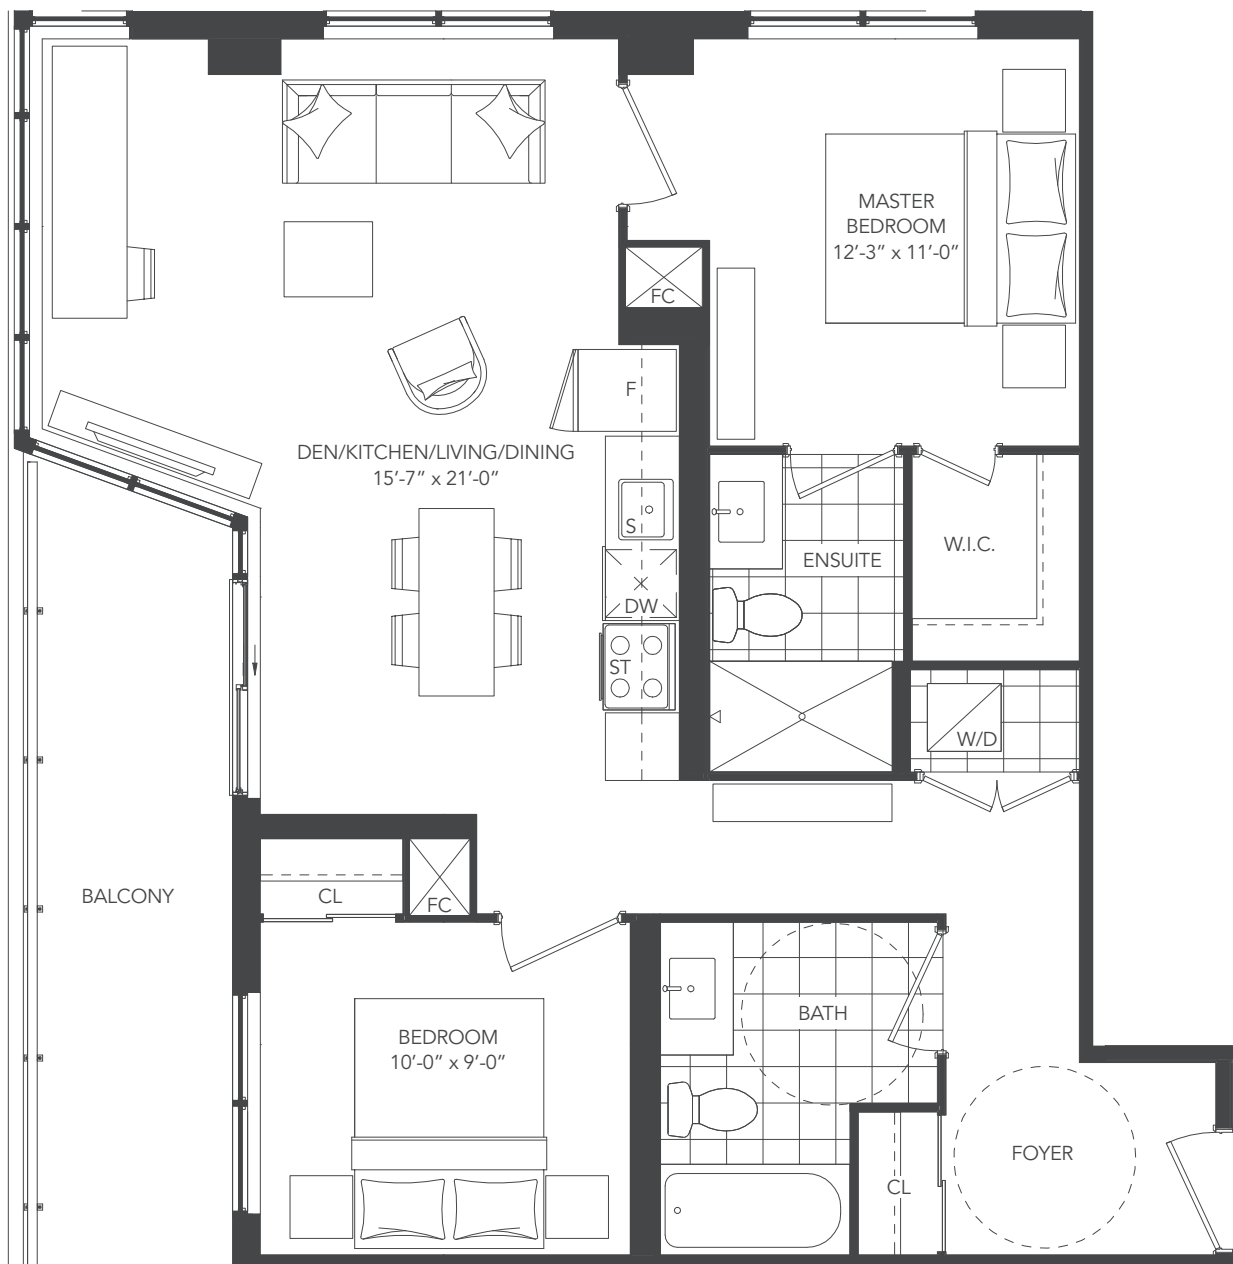 MASTER
BEDROOM
12'-3" x 11'-0"
FC
F
DEN/KITCHEN/LIVING/DINING
15'-7" x 21'-0"
S
ENSUITE
W.I.C.
DW
ST
W/D
BALCONY
CL
FC
BEDROOM
10'-0" x 9'-0"
BATH
FOYER
CL